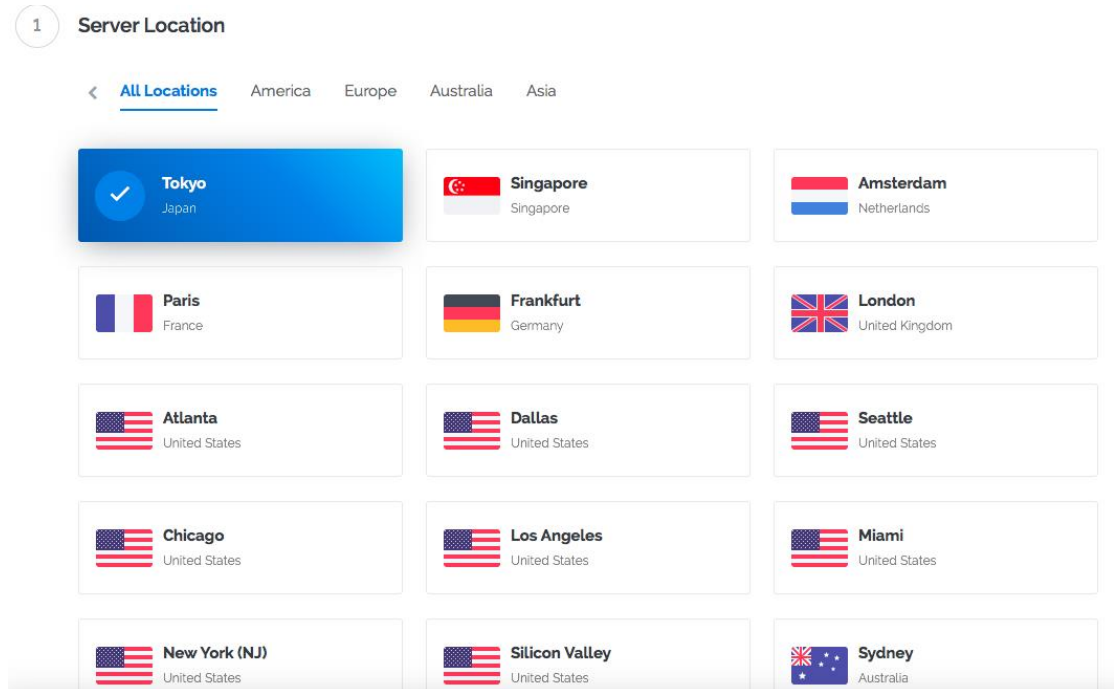 1 Server Location
All Locations America Europe Australia Asia
Tokyo
Japan
Singapore
Singapore
Amsterdam
Netherlands
Paris
France
Frankfurt
Germany
London
United Kingdom
Atlanta
United States
Dallas
United States
Seattle
United States
Chicago
United States
Los Angeles
United States
Miami
United States
New York (NJ)
United States
Silicon Valley
United States
Sydney
Australia